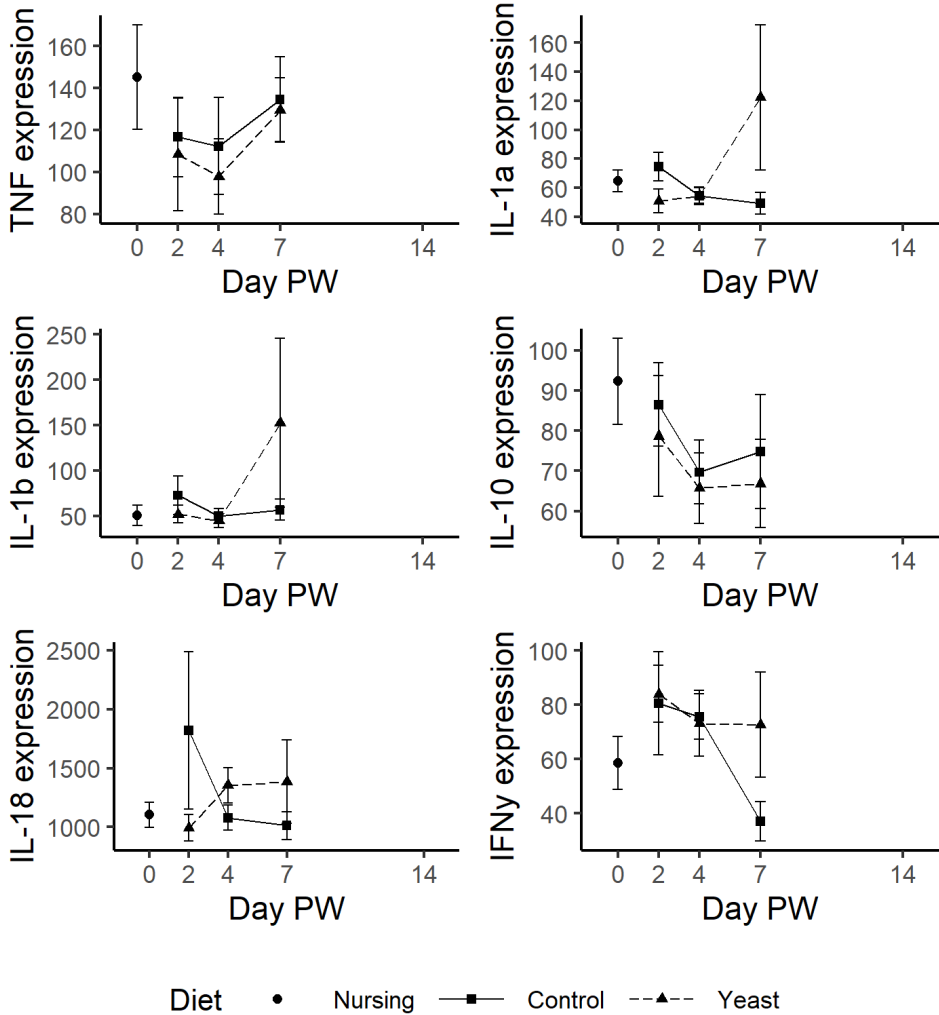 TNF expression
160
140
120
100
80
0 2 4 7 14
Day PW
IL-1a expression
160
140
120
100
80
60
40
0 2 4 7 14
Day PW
IL-1b expression
250
200
150
100
50
0 2 4 7 14
Day PW
IL-10 expression
100
90
80
70
60
0 2 4 7 14
Day PW
IL-18 expression
2500
2000
1500
1000
0 2 4 7 14
Day PW
IFNy expression
100
80
60
40
0 2 4 7 14
Day PW
Diet Nursing Control Yeast